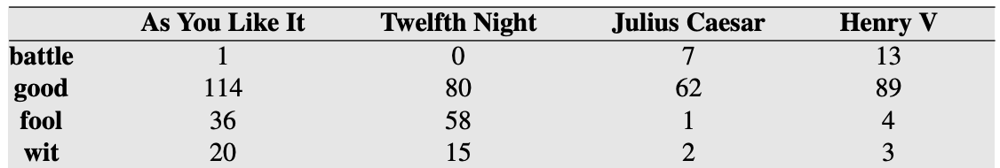 As You Like It Twelfth Night Julius Caesar Henry V
battle 1 0 7 13
good 114 80 62 89
fool 36 58 1 4
wit 20 15 2 3